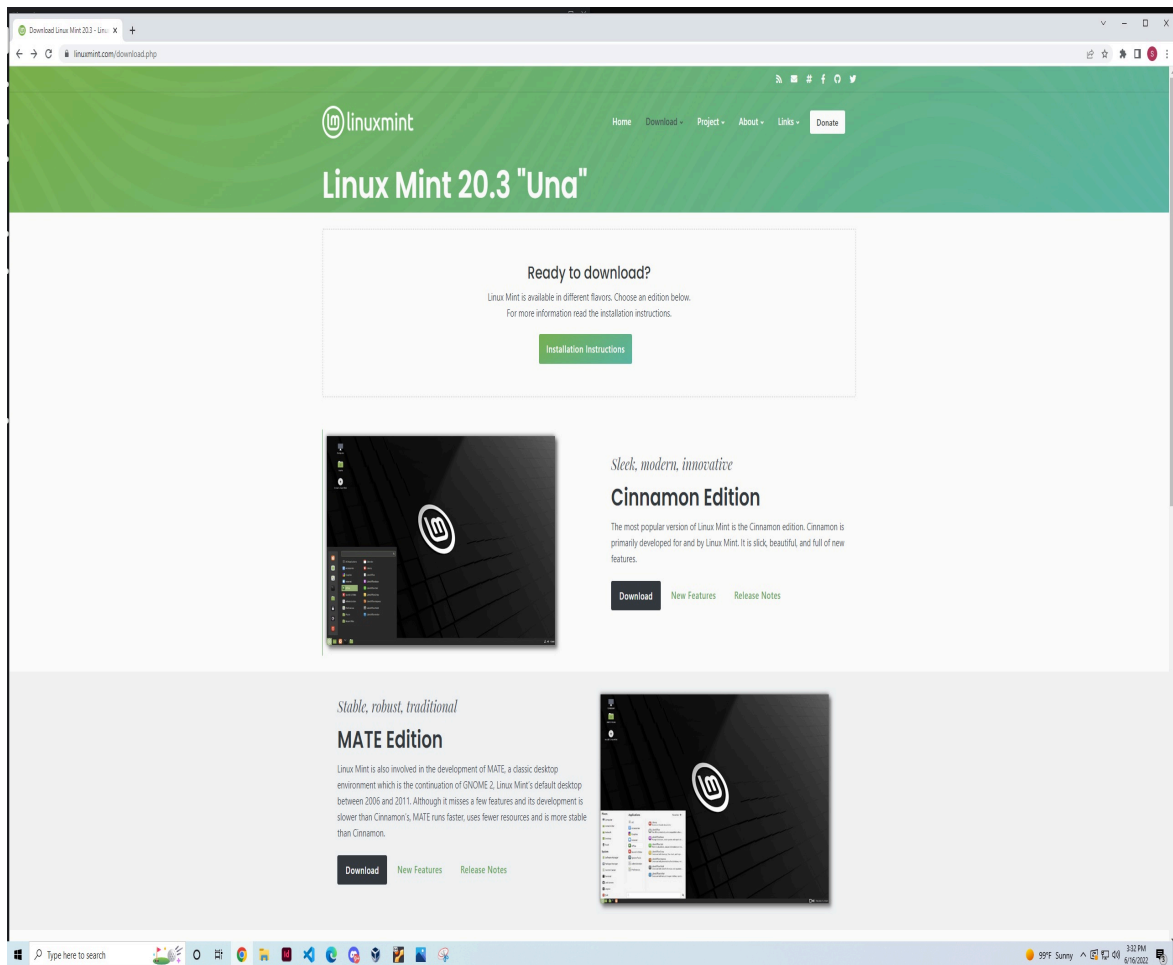 Download Linux Mint 20.3 - Linu
linuxmint.com/download.php
linuxmint
Home Download Project About Links Donate
Linux Mint 20.3 "Una"
Ready to download?
Linux Mint is available in different flavors. Choose an edition below.
For more information read the installation instructions.
Installation Instructions
Sleek, modern, innovative
Cinnamon Edition
The most popular version of Linux Mint is the Cinnamon edition. Cinnamon is
primarily developed for and by Linux Mint. It is slick, beautiful, and full of new
features.
Download New Features Release Notes
Stable, robust, traditional
MATE Edition
Linux Mint is also involved in the development of MATE, a classic desktop
environment which is the continuation of GNOME 2, Linux Mint's default desktop
between 2006 and 2011. Although it misses a few features and its development is
slower than Cinnamon's, MATE runs faster, uses fewer resources and is more stable
than Cinnamon.
Download New Features Release Notes
Type here to search
99°F Sunny
3:32 PM
6/16/2022